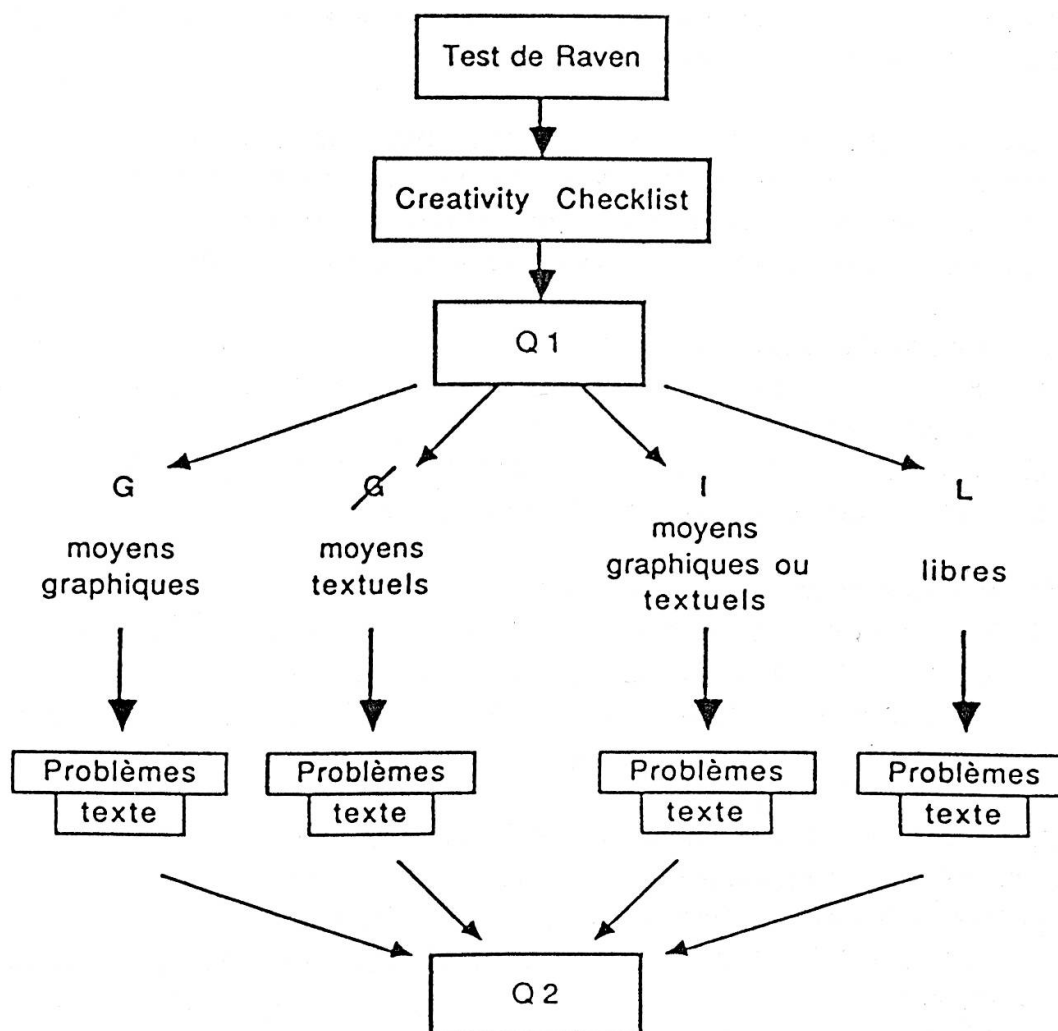 Test de Raven
Creativity Checklist
Q 1
G
G̸
I
L
moyens
graphiques
moyens
textuels
moyens
graphiques ou
textuels
libres
Problèmes
texte
Problèmes
texte
Problèmes
texte
Problèmes
texte
Q 2